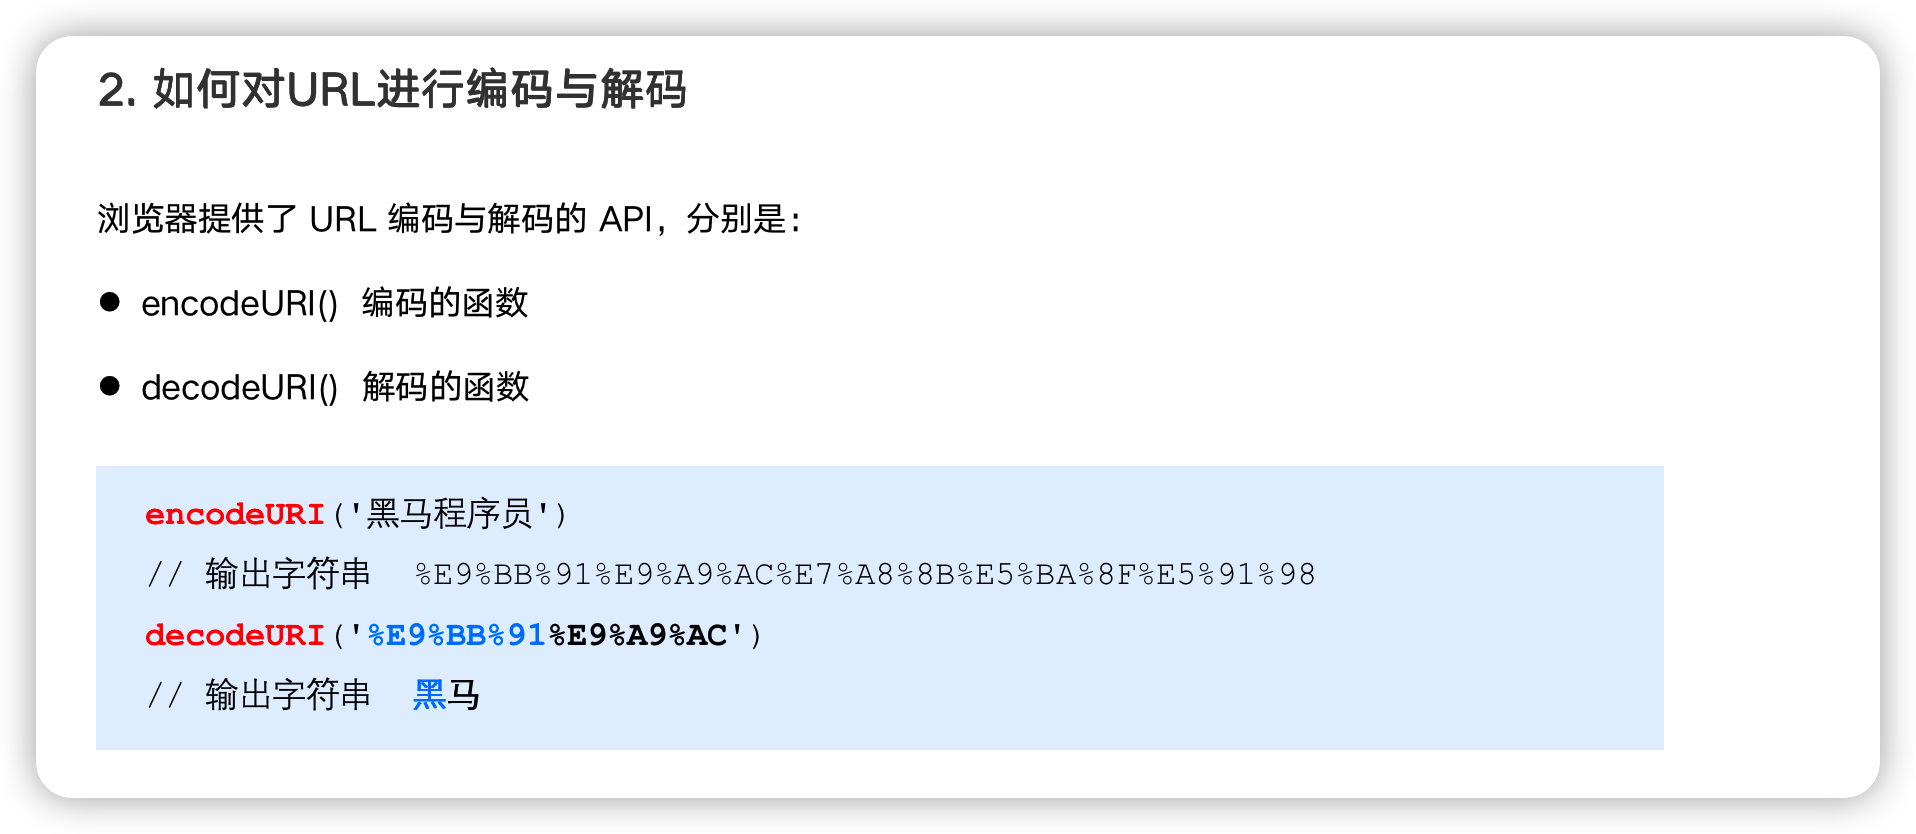 2. 如何对URL进行编码与解码
浏览器提供了 URL 编码与解码的 API，分别是：
● encodeURI() 编码的函数
● decodeURI() 解码的函数
encodeURI('黑马程序员')
// 输出字符串 %E9%BB%91%E9%A9%AC%E7%A8%8B%E5%BA%8F%E5%91%98
decodeURI('%E9%BB%91%E9%A9%AC')
// 输出字符串 黑马